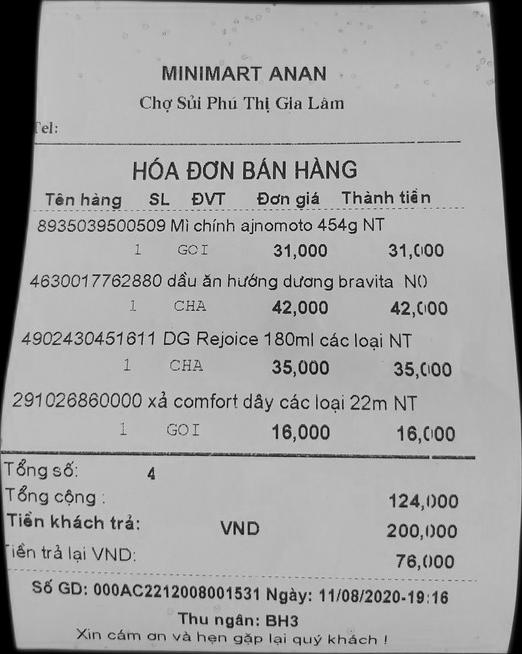 MINIMART ANAN
Chợ Sủi Phú Thị Gia Lâm
Tel:
HÓA ĐƠN BÁN HÀNG
Tên hàng SL ĐVT Đơn giá Thành tiền
8935039500509 Mì chính ajnomoto 454g NT
1 GOI 31,000 31,000
4630017762880 dầu ăn hướng dương bravita N0
1 CHA 42,000 42,000
4902430451611 DG Rejoice 180ml các loại NT
1 CHA 35,000 35,000
291026860000 xả comfort dây các loại 22m NT
1 GOI 16,000 16,000
Tổng số: 4
Tổng cộng : 124,000
Tiền khách trả: VND 200,000
Tiền trả lại VND: 76,000
Số GD: 000AC2212008001531 Ngày: 11/08/2020-19:16
Thu ngân: BH3
Xin cám ơn và hẹn gặp lại quý khách !